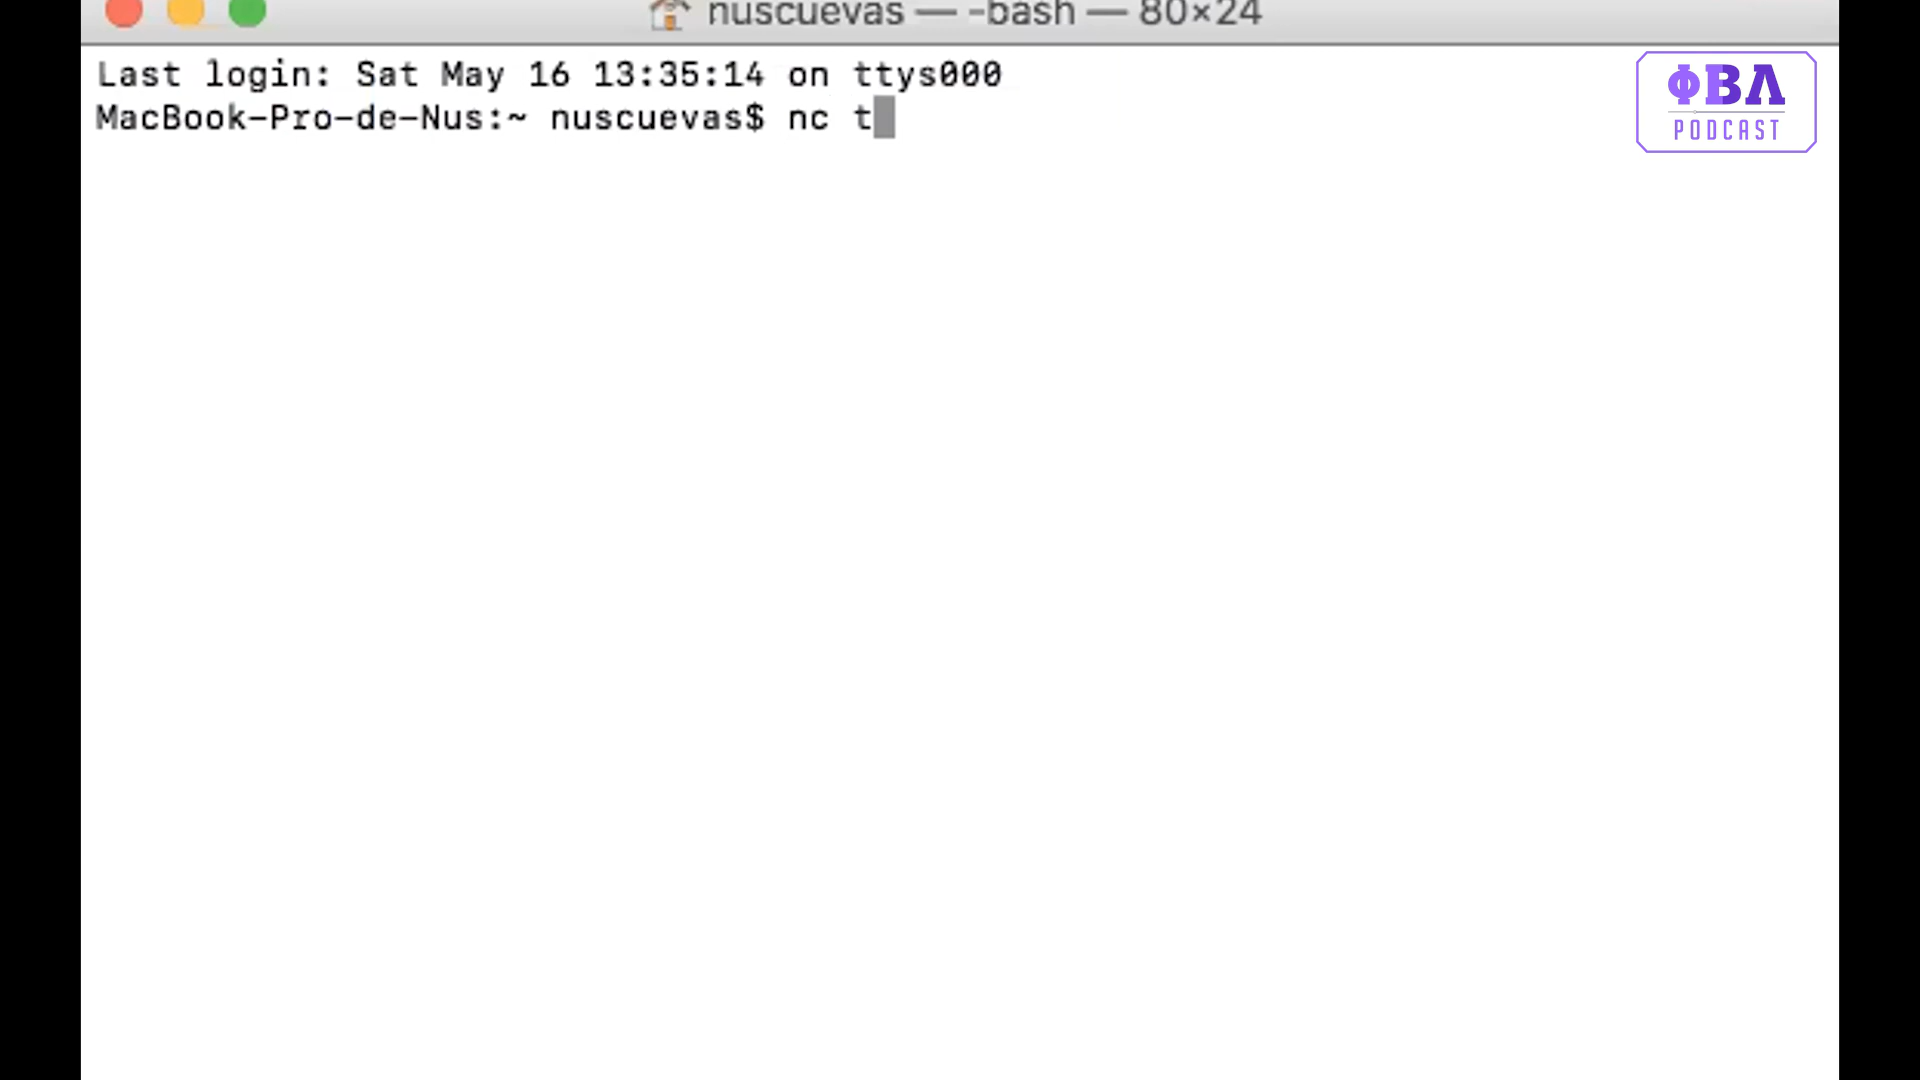 nuscuevas — -bash — 80×24
Last login: Sat May 16 13:35:14 on ttys000
MacBook-Pro-de-Nus:~ nuscuevas$ nc t
ΦΒΛ
PODCAST